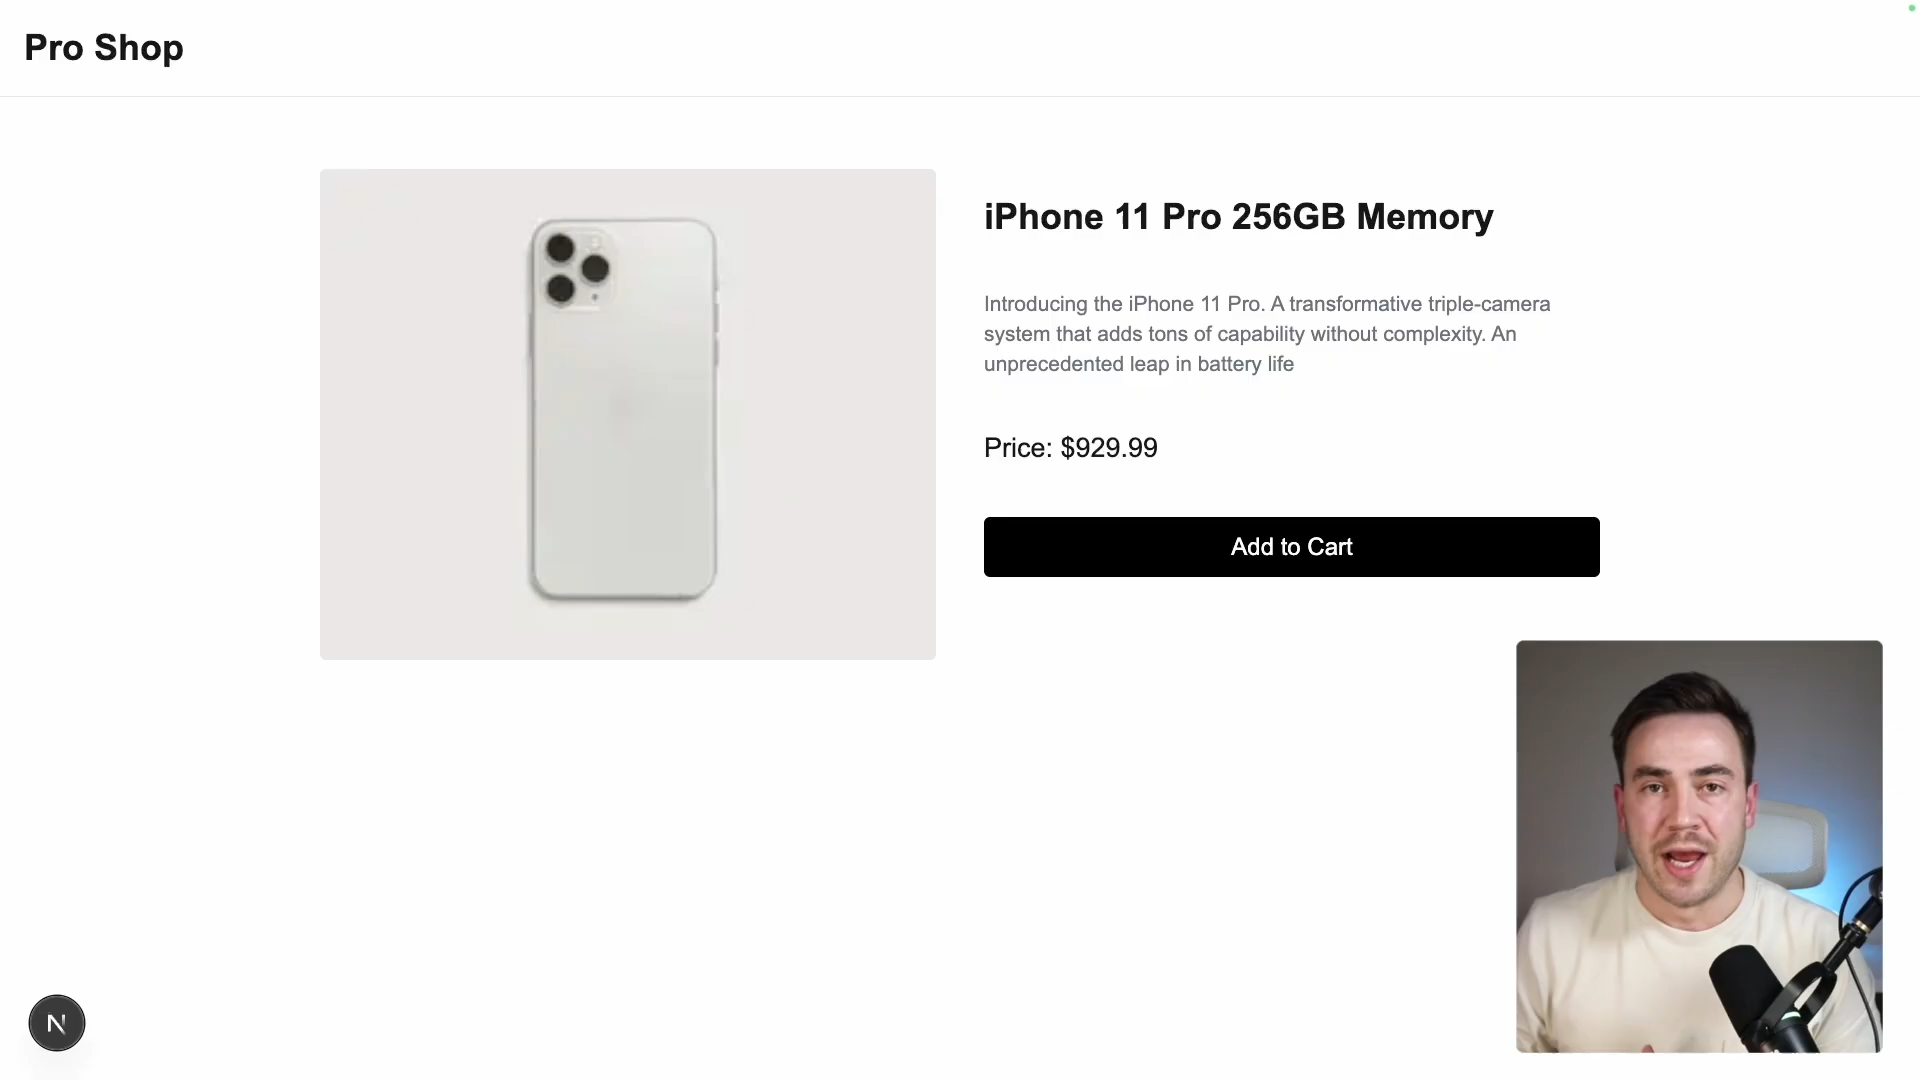 Pro Shop
iPhone 11 Pro 256GB Memory
Introducing the iPhone 11 Pro. A transformative triple-camera
system that adds tons of capability without complexity. An
unprecedented leap in battery life
Price: $929.99
Add to Cart
N